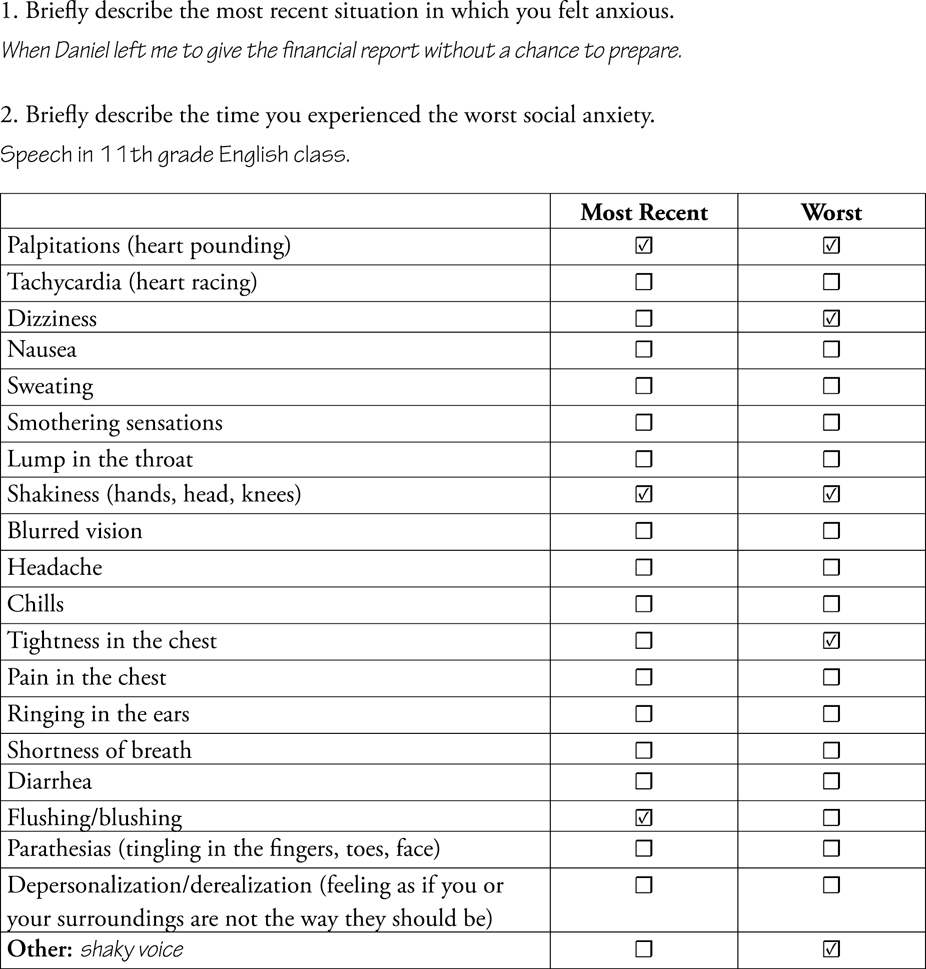 1. Briefly describe the most recent situation in which you felt anxious.
When Daniel left me to give the financial report without a chance to prepare.
2. Briefly describe the time you experienced the worst social anxiety.
Speech in 11th grade English class.
Most Recent Worst
Palpitations (heart pounding) ☑ ☑
Tachycardia (heart racing) ☐ ☐
Dizziness ☐ ☑
Nausea ☐ ☐
Sweating ☐ ☐
Smothering sensations ☐ ☐
Lump in the throat ☐ ☐
Shakiness (hands, head, knees) ☑ ☑
Blurred vision ☐ ☐
Headache ☐ ☐
Chills ☐ ☐
Tightness in the chest ☐ ☑
Pain in the chest ☐ ☐
Ringing in the ears ☐ ☐
Shortness of breath ☐ ☐
Diarrhea ☐ ☐
Flushing/blushing ☑ ☐
Parathesias (tingling in the fingers, toes, face) ☐ ☐
Depersonalization/derealization (feeling as if you or ☐ ☐
your surroundings are not the way they should be)
Other: shaky voice ☐ ☑